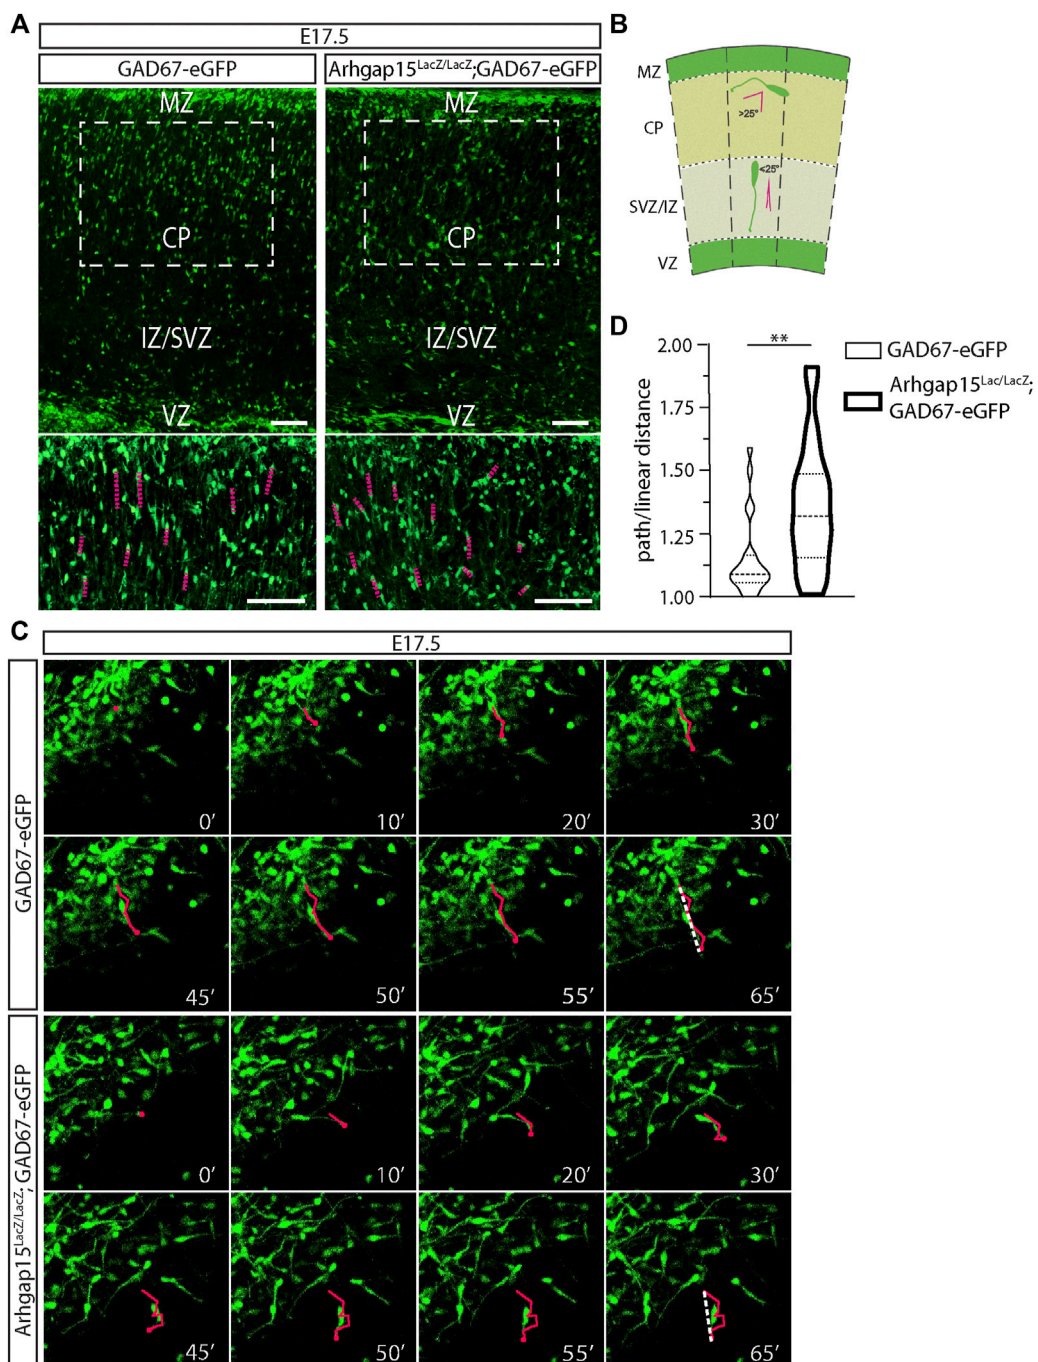 A
E17.5
GAD67-eGFP
Arhgap15LacZ/LacZ;GAD67-eGFP
MZ
MZ
CP
CP
IZ/SVZ
IZ/SVZ
VZ
VZ
B
MZ
CP
SVZ/IZ
VZ
>25°
<25°
D
2.00
1.75
1.50
1.25
1.00
path/linear distance
**
GAD67-eGFP
Arhgap15Lac/LacZ;
GAD67-eGFP
C
E17.5
GAD67-eGFP
0′
10′
20′
30′
45′
50′
55′
65′
Arhgap15LacZ/LacZ; GAD67-eGFP
0′
10′
20′
30′
45′
50′
55′
65′